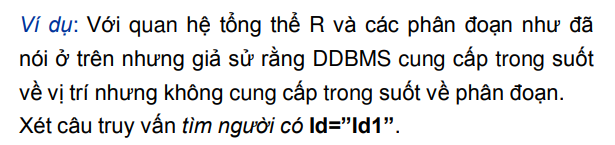 Ví dụ: Với quan hệ tổng thể R và các phân đoạn như đã
nói ở trên nhưng giả sử rằng DDBMS cung cấp trong suốt
về vị trí nhưng không cung cấp trong suốt về phân đoạn.
Xét câu truy vấn tìm người có Id=”Id1”.